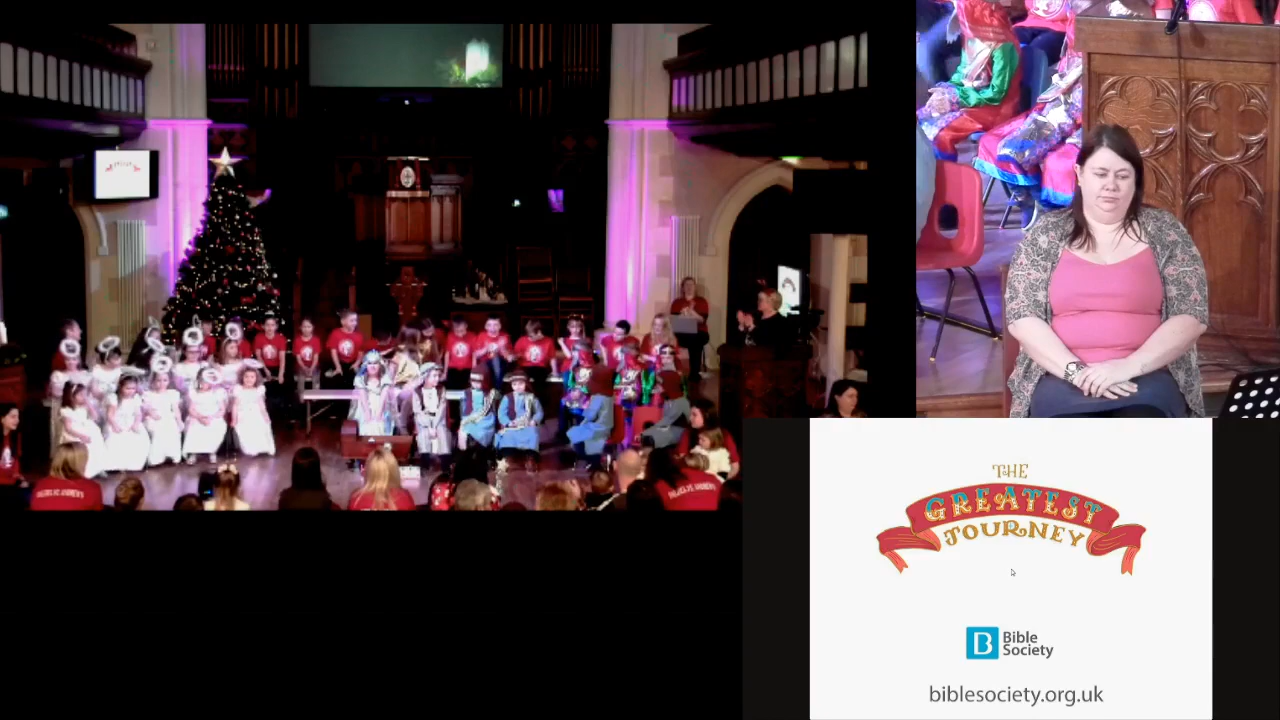 THE
GREATEST
JOURNEY
B Bible
Society
biblesociety.org.uk